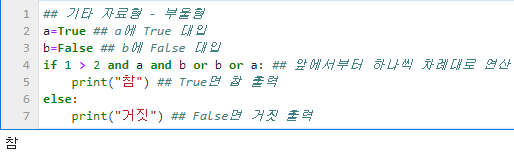 1 ## 기타 자료형 - 부울형
2 a=True ## a에 True 대입
3 b=False ## b에 False 대입
4 if 1 > 2 and a and b or b or a: ## 앞에서부터 하나씩 차례대로 연산
5     print("참") ## True면 참 출력
6 else:
7     print("거짓") ## False면 거짓 출력
참